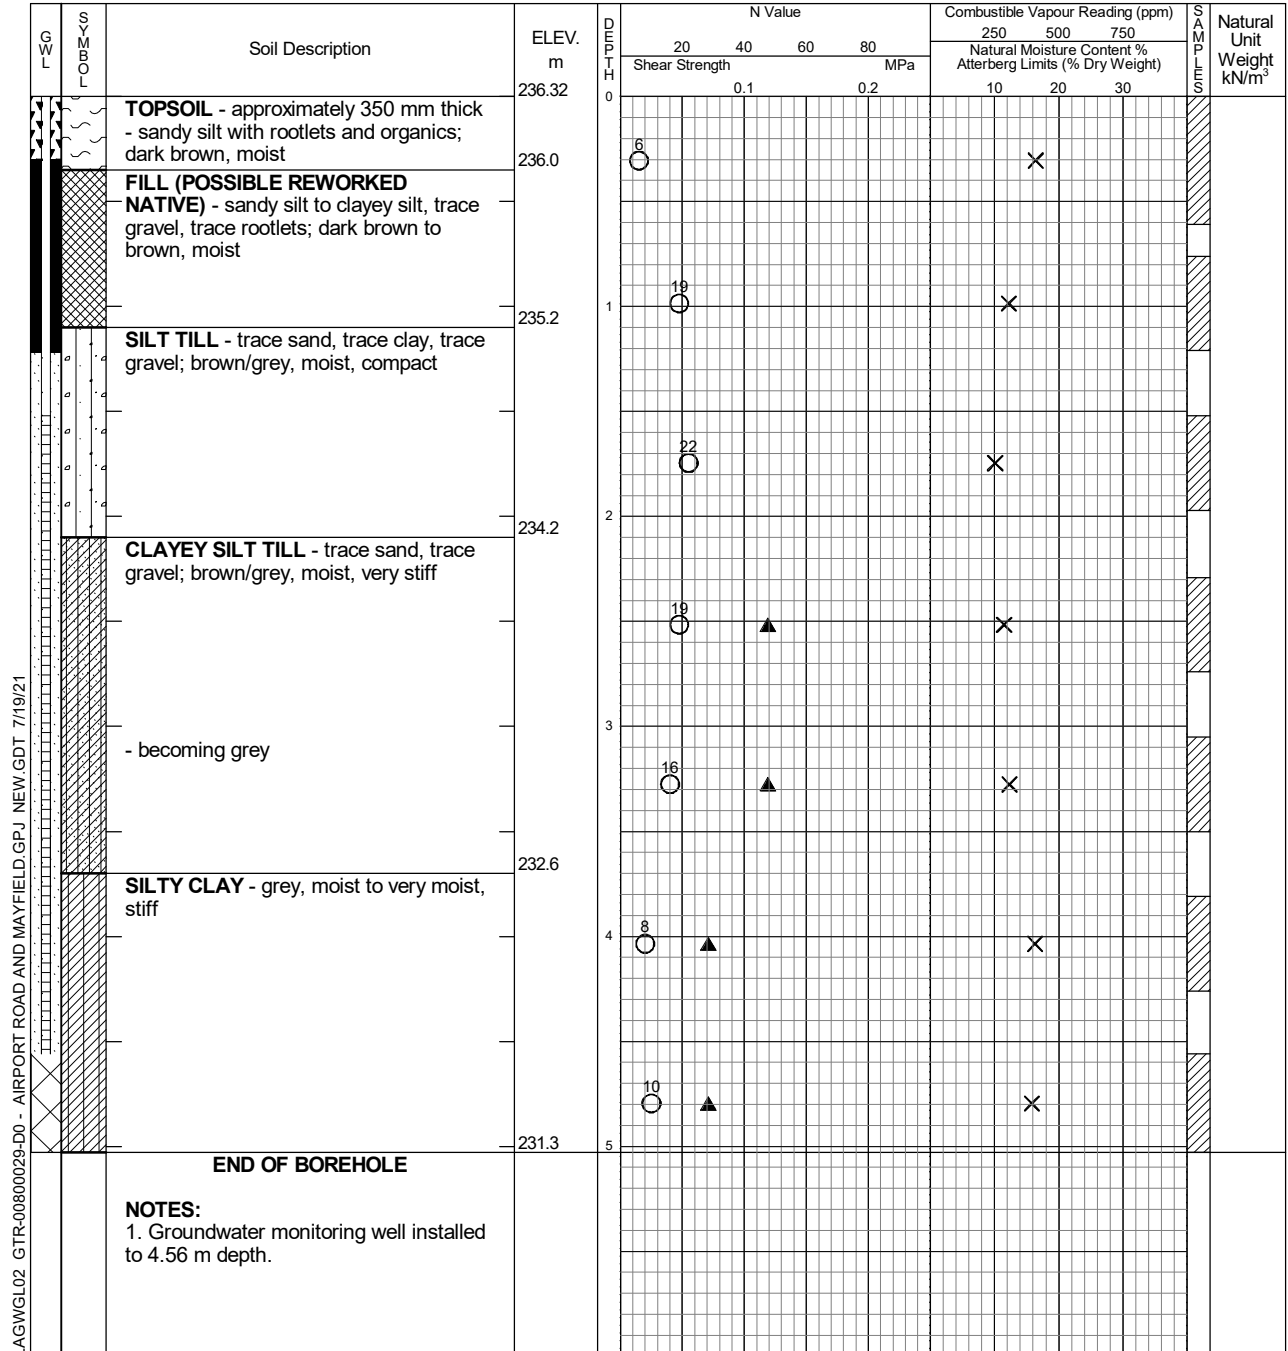 GWL
SYMBOL
Soil Description
ELEV.
m
236.32
DEPTH
N Value
20 40 60 80
Shear Strength MPa
0.1 0.2
Combustible Vapour Reading (ppm)
250 500 750
Natural Moisture Content %
Atterberg Limits (% Dry Weight)
10 20 30
SAMPLES
Natural
Unit
Weight
kN/m³
0
TOPSOIL - approximately 350 mm thick
- sandy silt with rootlets and organics;
dark brown, moist
236.0
6
FILL (POSSIBLE REWORKED
NATIVE) - sandy silt to clayey silt, trace
gravel, trace rootlets; dark brown to
brown, moist
19
1
235.2
SILT TILL - trace sand, trace clay, trace
gravel; brown/grey, moist, compact
22
2
234.2
CLAYEY SILT TILL - trace sand, trace
gravel; brown/grey, moist, very stiff
19
3
- becoming grey
16
232.6
SILTY CLAY - grey, moist to very moist,
stiff
8
4
10
231.3
5
END OF BOREHOLE
NOTES:
1. Groundwater monitoring well installed
to 4.56 m depth.
AGWGL02 GTR-00800029-D0 - AIRPORT ROAD AND MAYFIELD.GPJ NEW.GDT 7/19/21